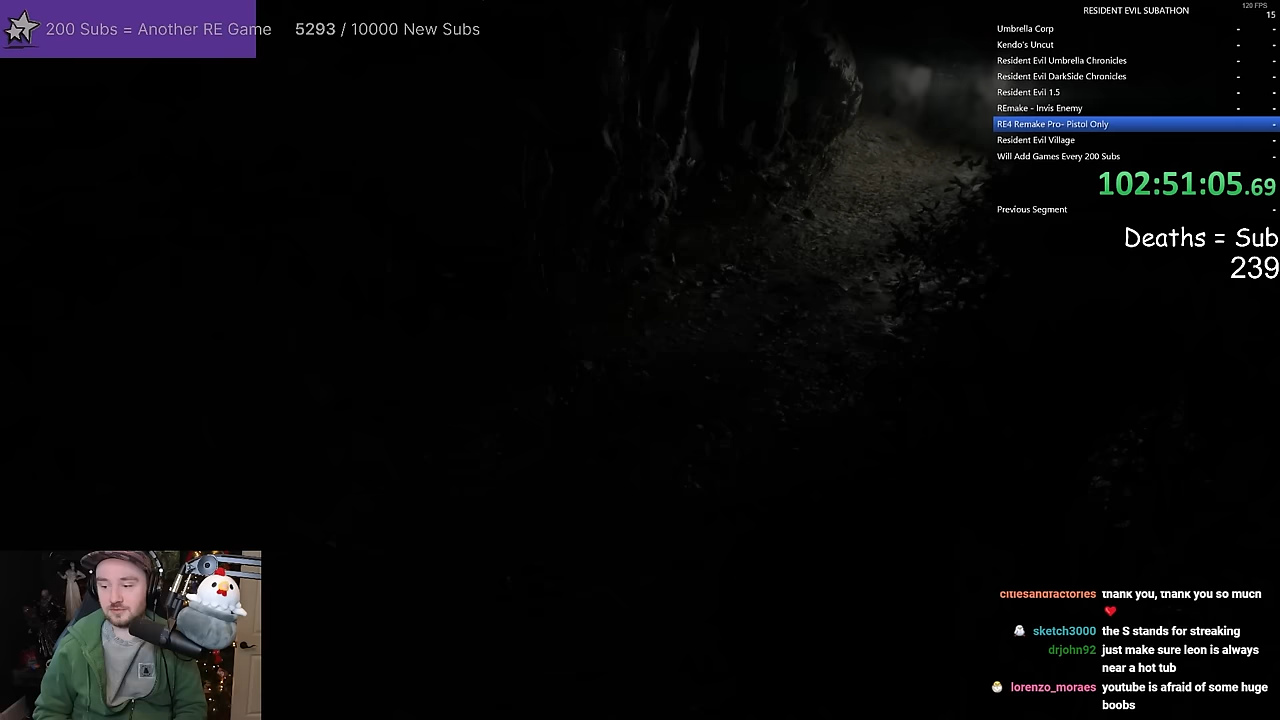 200 Subs = Another RE Game 5293 / 10000 New Subs
120 FPS
RESIDENT EVIL SUBATHON
15
Umbrella Corp - -
Kendo's Uncut - -
Resident Evil Umbrella Chronicles - -
Resident Evil DarkSide Chronicles - -
Resident Evil 1.5 - -
REmake - Invis Enemy - -
RE4 Remake Pro- Pistol Only -
Resident Evil Village -
Will Add Games Every 200 Subs -
102:51:05.69
Previous Segment -
Deaths = Sub
239
citiesandfactories thank you, thank you so much
sketch3000 the S stands for streaking
drjohn92 just make sure leon is always
near a hot tub
lorenzo_moraes youtube is afraid of some huge
boobs